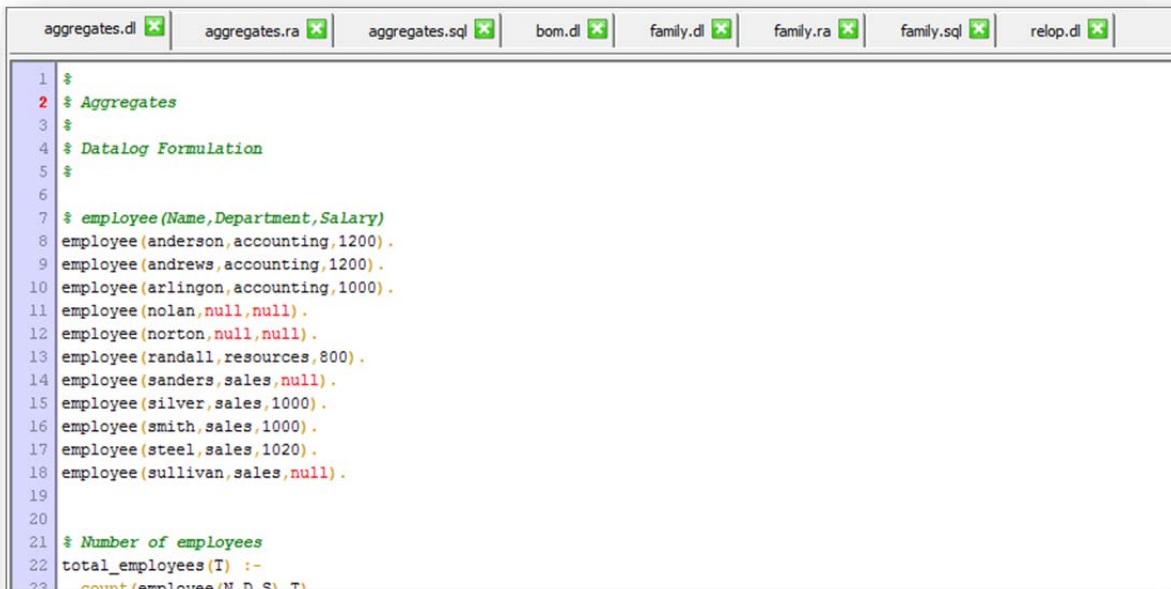 aggregates.dl aggregates.ra aggregates.sql bom.dl family.dl family.ra family.sql relop.dl
1 %
2 % Aggregates
3 %
4 % Datalog Formulation
5 %
6
7 % employee(Name,Department,Salary)
8 employee(anderson,accounting,1200).
9 employee(andrews,accounting,1200).
10 employee(arlingon,accounting,1000).
11 employee(nolan,null,null).
12 employee(norton,null,null).
13 employee(randall,resources,800).
14 employee(sanders,sales,null).
15 employee(silver,sales,1000).
16 employee(smith,sales,1000).
17 employee(steel,sales,1020).
18 employee(sullivan,sales,null).
19
20
21 % Number of employees
22 total_employees(T) :-
23 count(employee(N,D,S),T)